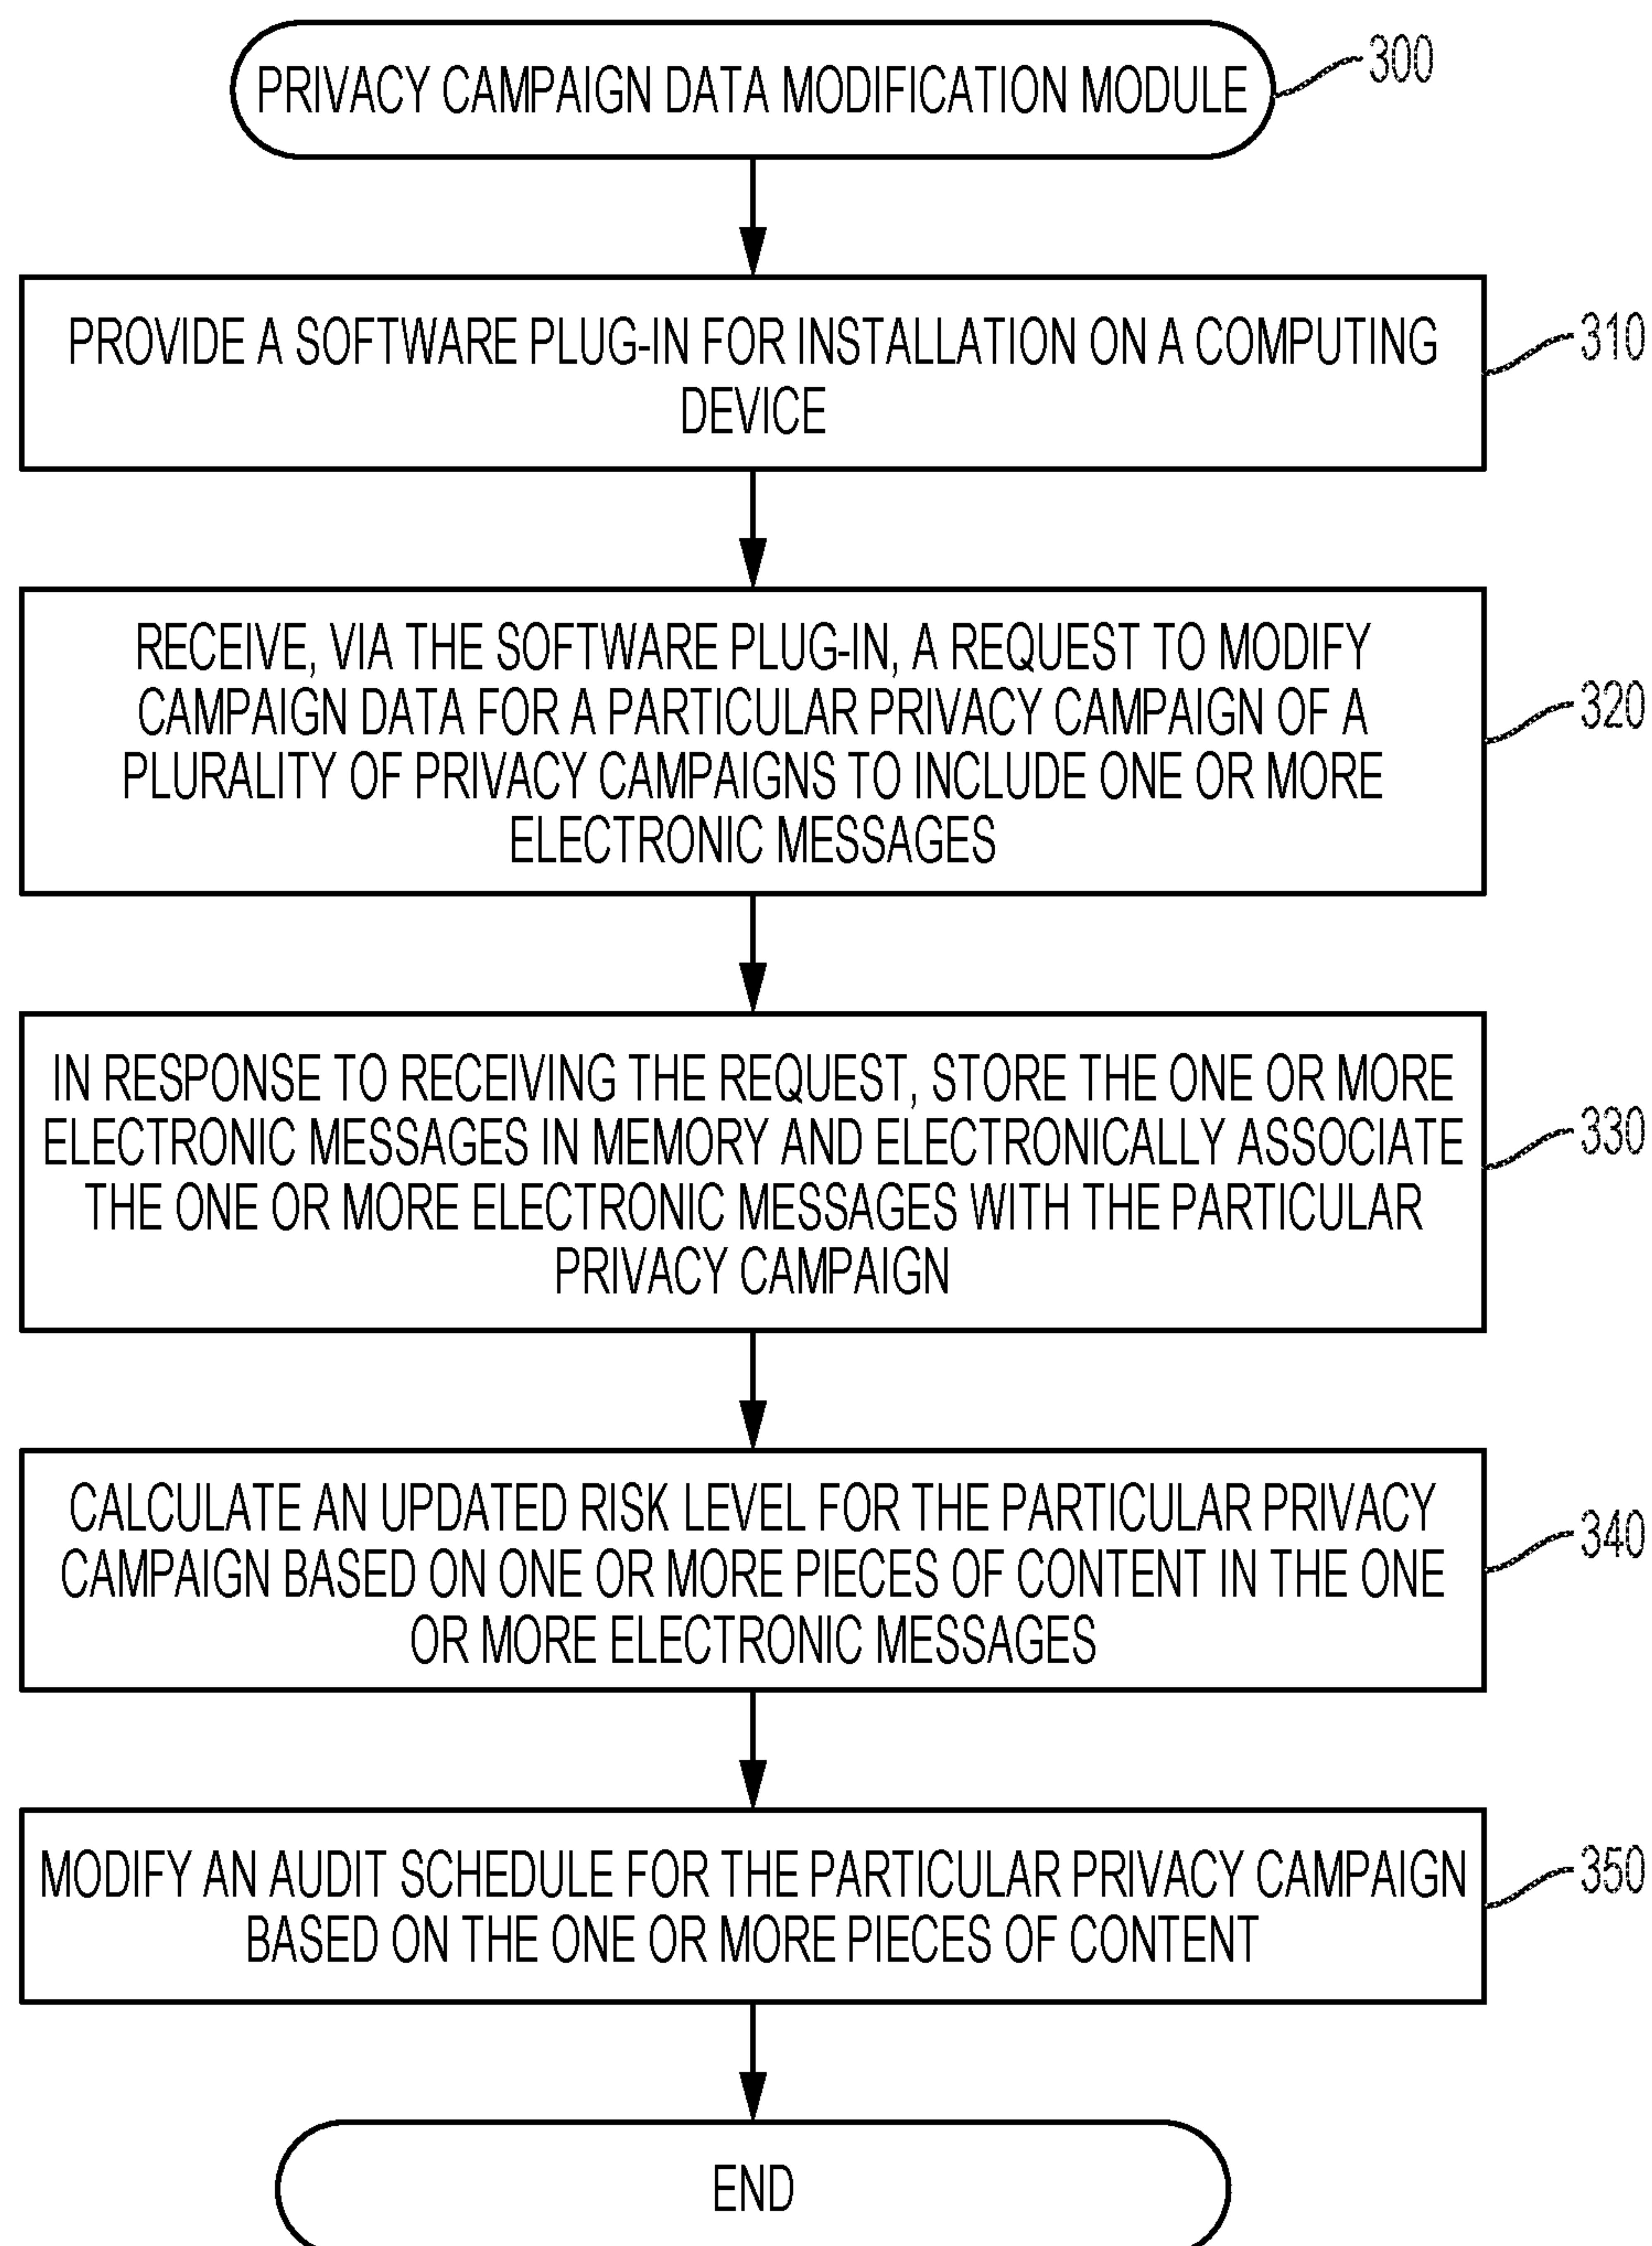 PRIVACY CAMPAIGN DATA MODIFICATION MODULE
300
PROVIDE A SOFTWARE PLUG-IN FOR INSTALLATION ON A COMPUTING
DEVICE
310
RECEIVE, VIA THE SOFTWARE PLUG-IN, A REQUEST TO MODIFY
CAMPAIGN DATA FOR A PARTICULAR PRIVACY CAMPAIGN OF A
PLURALITY OF PRIVACY CAMPAIGNS TO INCLUDE ONE OR MORE
ELECTRONIC MESSAGES
320
IN RESPONSE TO RECEIVING THE REQUEST, STORE THE ONE OR MORE
ELECTRONIC MESSAGES IN MEMORY AND ELECTRONICALLY ASSOCIATE
THE ONE OR MORE ELECTRONIC MESSAGES WITH THE PARTICULAR
PRIVACY CAMPAIGN
330
CALCULATE AN UPDATED RISK LEVEL FOR THE PARTICULAR PRIVACY
CAMPAIGN BASED ON ONE OR MORE PIECES OF CONTENT IN THE ONE
OR MORE ELECTRONIC MESSAGES
340
MODIFY AN AUDIT SCHEDULE FOR THE PARTICULAR PRIVACY CAMPAIGN
BASED ON THE ONE OR MORE PIECES OF CONTENT
350
END